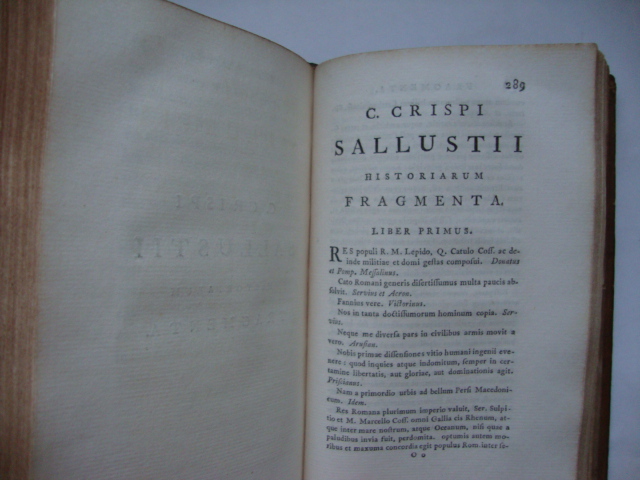 289
C. CRISPI
SALLUSTII
HISTORIARUM
FRAGMENTA.
LIBER PRIMUS.
RES populi R. M. Lepido, Q. Catulo Coss. ac de-
inde militiae et domi gestas composui. Donatus
et Pomp. Messalinus.
Cato Romani generis disertissumus multa paucis ab-
solvit. Servius et Acron.
Fannius vere. Victorinus.
Nos in tanta doctissumorum hominum copia. Ser-
vius.
Neque me diversa pars in civilibus armis movit a
vero. Arusian.
Nobis primae dissensiones vitio humani ingenii eve-
nere: quod inquies atque indomitum, semper in cer-
tamine libertatis, aut gloriae, aut dominationis agit.
Priscianus.
Nam a primordio urbis ad bellum Persi Macedoni-
cum. Idem.
Res Romana plurimum imperio valuit, Ser. Sulpi-
tio et M. Marcello Coss. omni Gallia cis Rhenum, at-
que inter mare nostrum, atque Oceanum, nisi quae a
paludibus invia fuit, perdomita. optumis autem mo-
ribus et maxuma concordia egit populus Rom. inter se-
O o